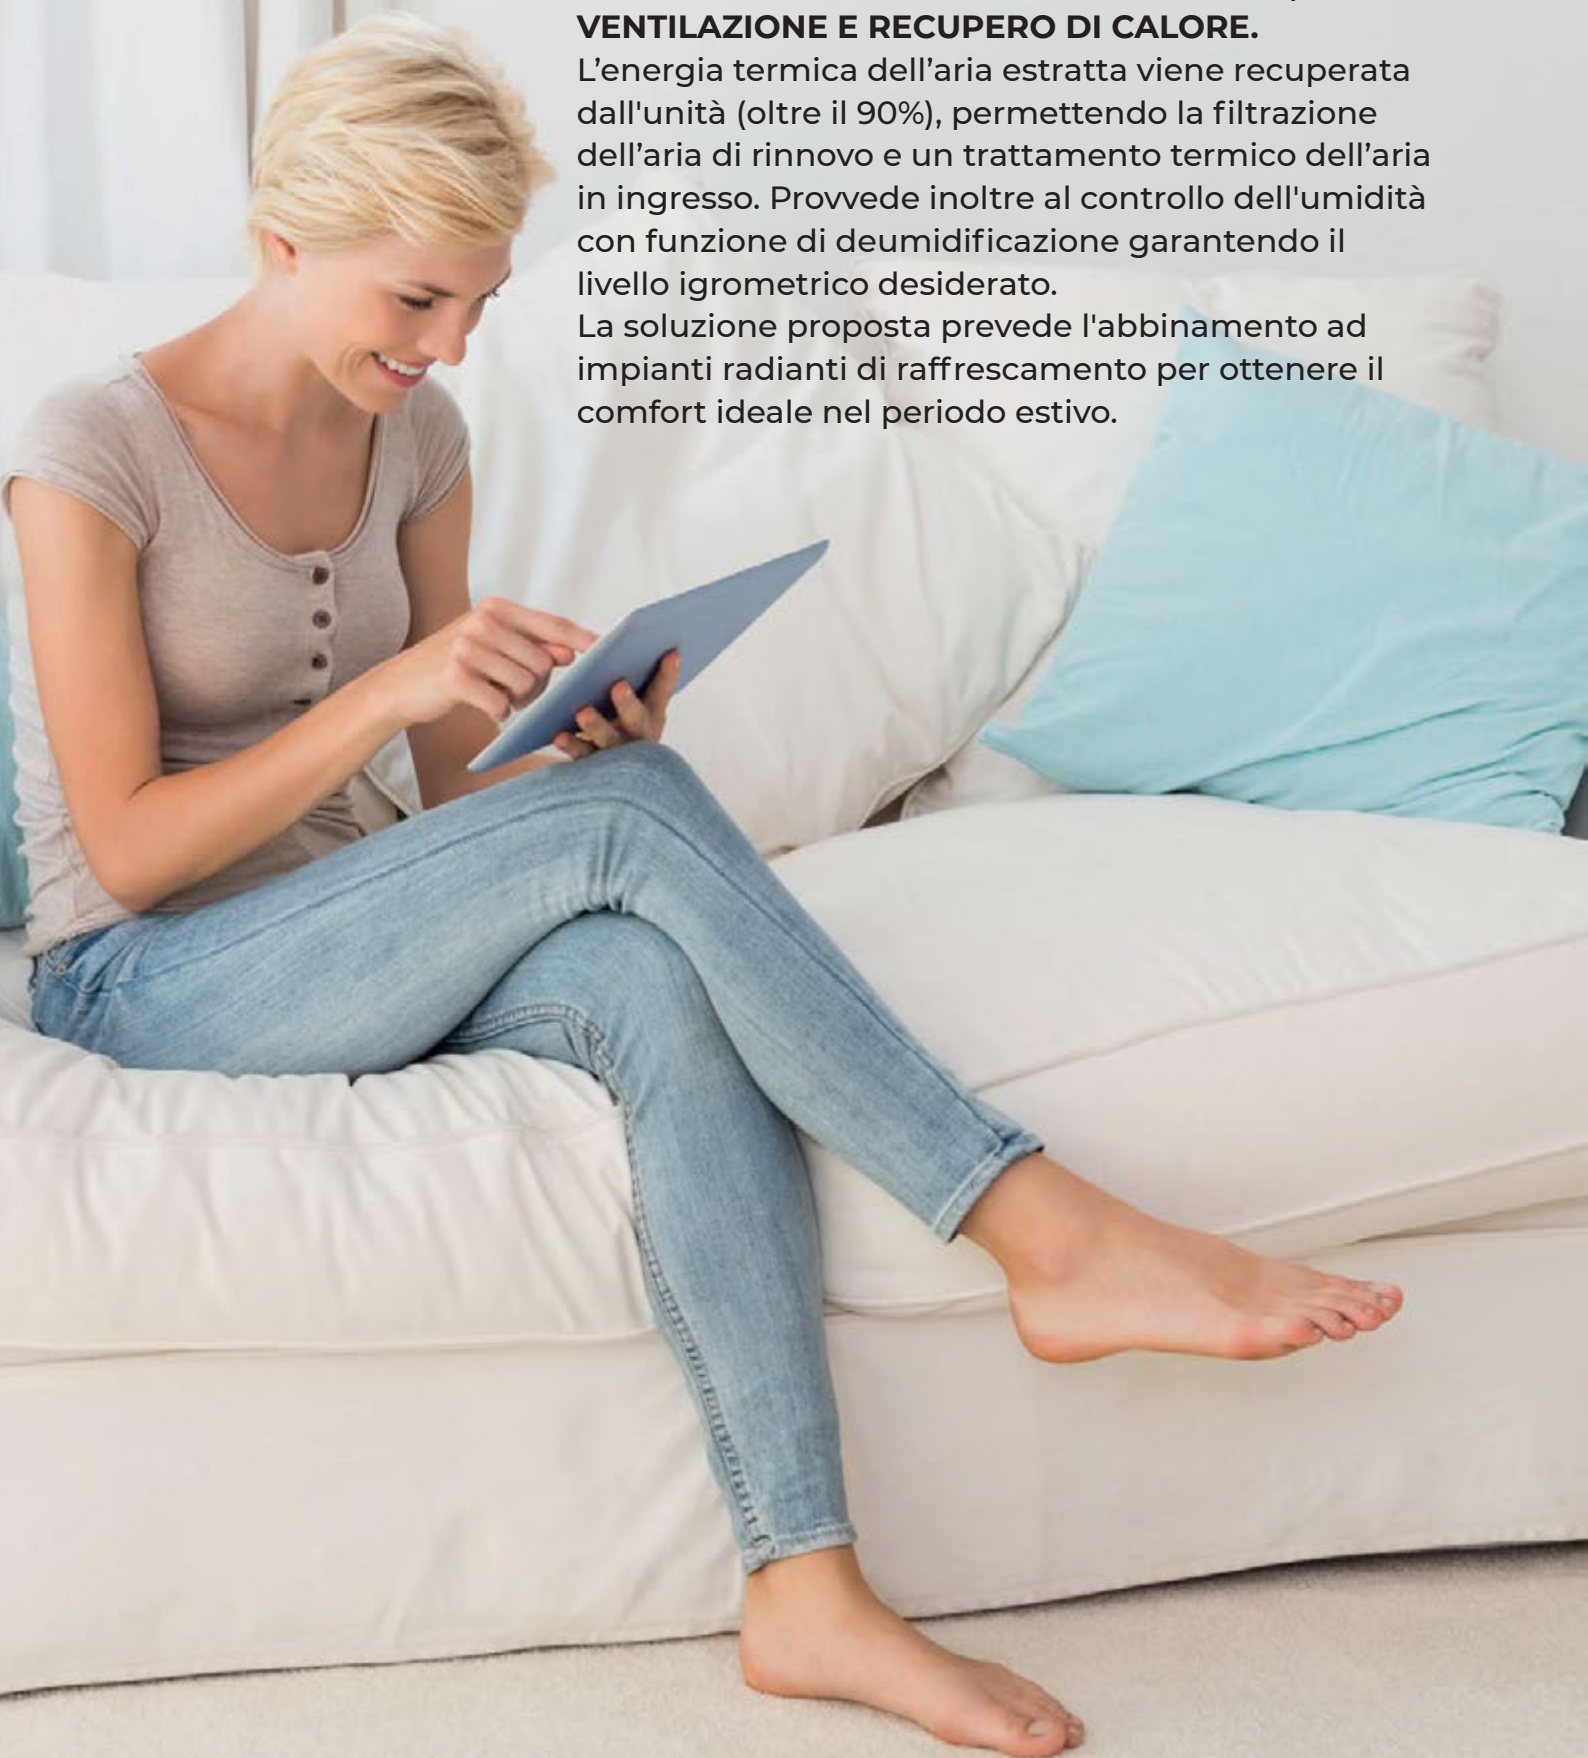 VENTILAZIONE E RECUPERO DI CALORE.
L’energia termica dell’aria estratta viene recuperata
dall'unità (oltre il 90%), permettendo la filtrazione
dell’aria di rinnovo e un trattamento termico dell’aria
in ingresso. Provvede inoltre al controllo dell'umidità
con funzione di deumidificazione garantendo il
livello igrometrico desiderato.
La soluzione proposta prevede l'abbinamento ad
impianti radianti di raffrescamento per ottenere il
comfort ideale nel periodo estivo.